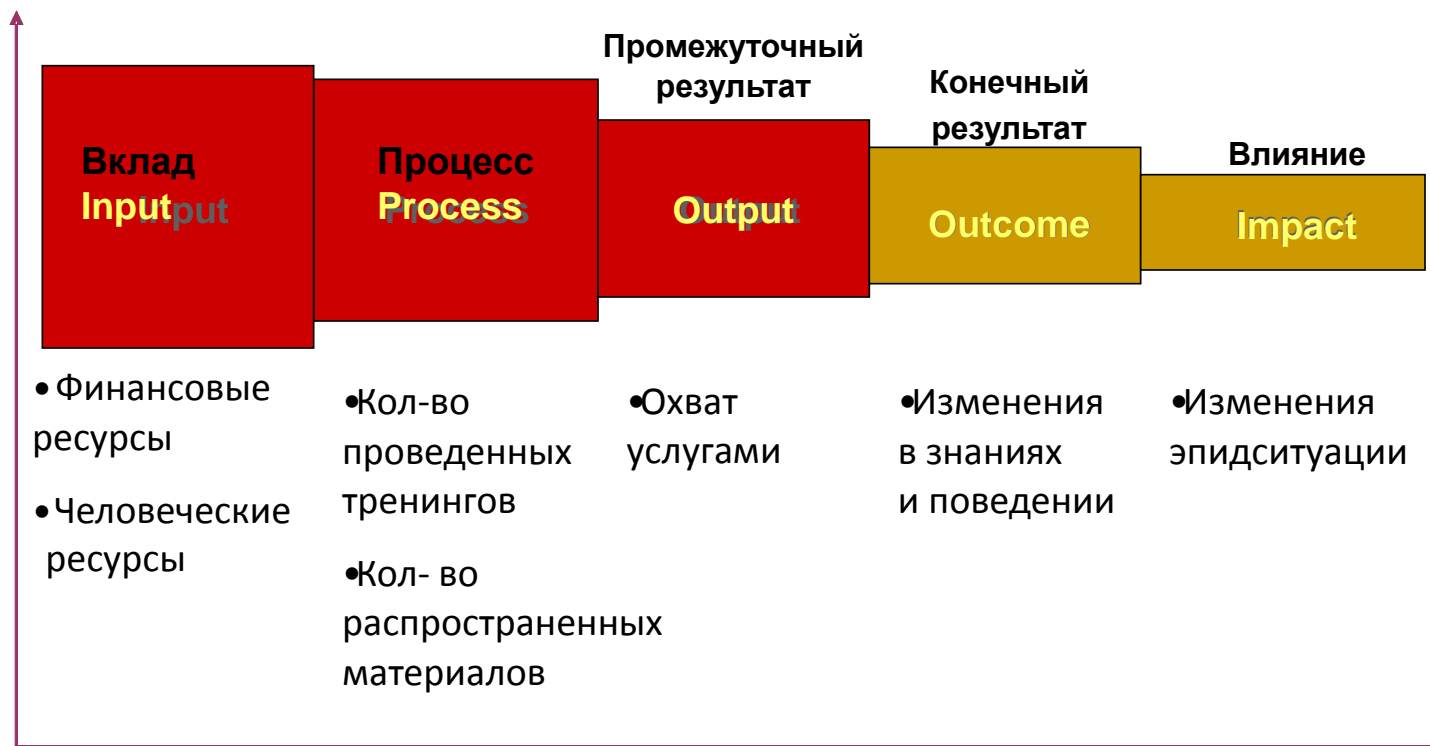 Вклад
Input
Процесс
Process
Промежуточный
результат
Output
Конечный
результат
Outcome
Влияние
Impact
•Финансовые
ресурсы
•Человеческие
ресурсы
•Кол-во
проведенных
тренингов
•Кол- во
распространенных
материалов
•Охват
услугами
•Изменения
в знаниях
и поведении
•Изменения
эпидситуации